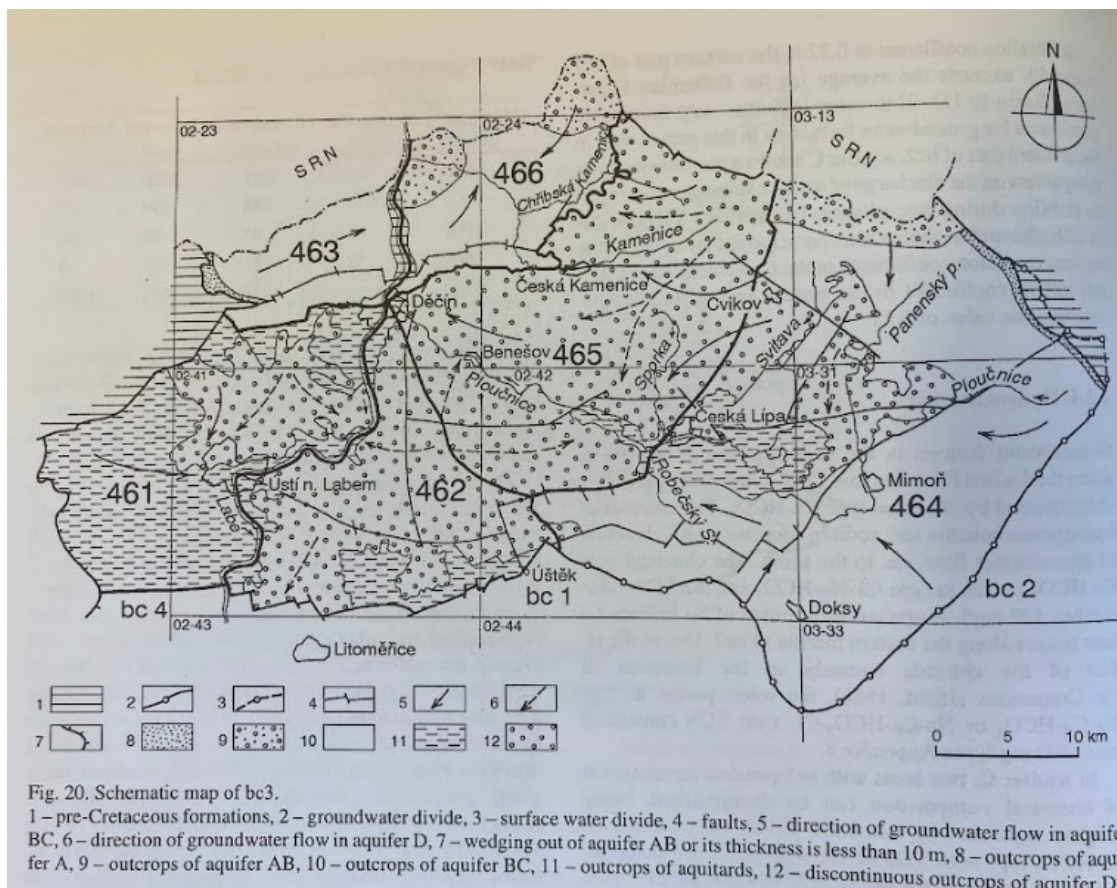 N
02-23
02-24
03-13
SRN
SRN
466
Chřibská Kamenice
463
Kamenice
Panenský p.
Česká Kamenice
Děčín
Cvikov
Svitava
Benešov
465
Sporka
02-41
02-42
03-31
Ploučnice
Ploučnice
Česká Lípa
461
Ústí n. Labem
462
Mimoň
464
Labe
Robečský
Úštěk
bc 4
bc 1
bc 2
Doksy
02-43
02-44
03-33
Litoměřice
1 2 3 4 5 6
7 8 9 10 11 12
0 5 10 km
Fig. 20. Schematic map of bc3.
1 – pre-Cretaceous formations, 2 – groundwater divide, 3 – surface water divide, 4 – faults, 5 – direction of groundwater flow in aquife
BC, 6 – direction of groundwater flow in aquifer D, 7 – wedging out of aquifer AB or its thickness is less than 10 m, 8 – outcrops of aqui
fer A, 9 – outcrops of aquifer AB, 10 – outcrops of aquifer BC, 11 – outcrops of aquitards, 12 – discontinuous outcrops of aquifer D